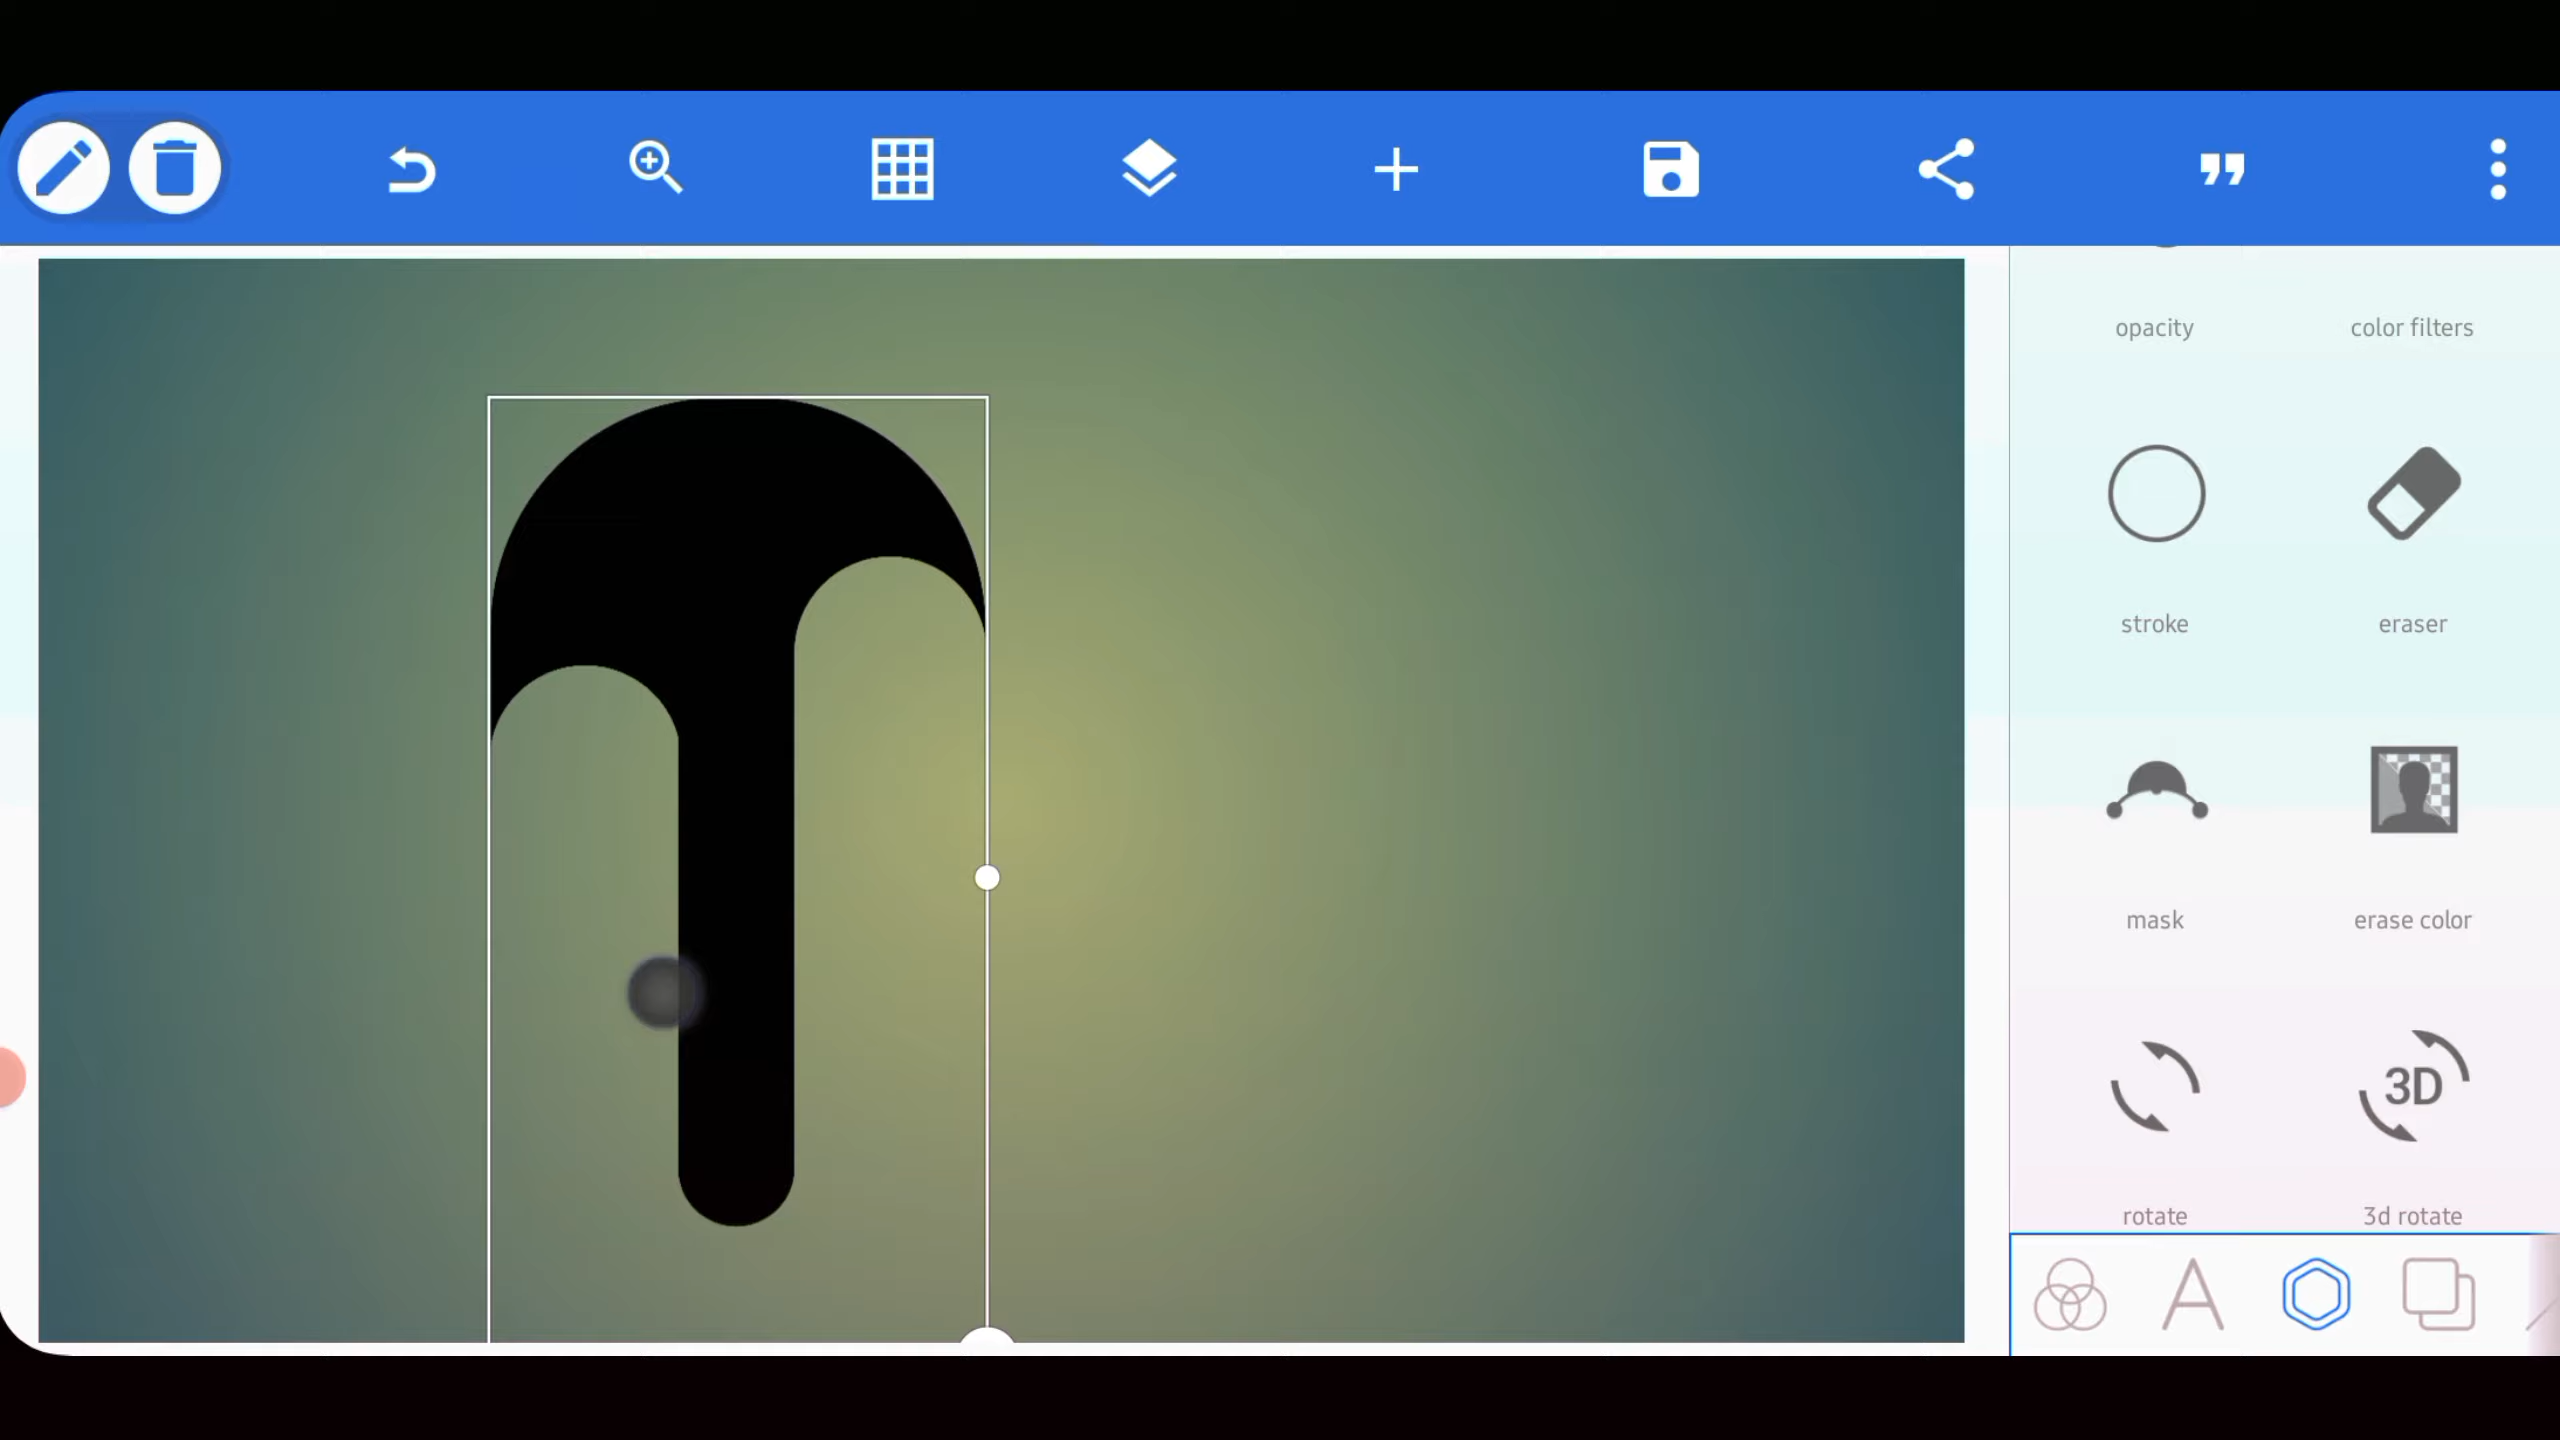 opacity color filters
stroke eraser
mask erase color
3D
rotate 3d rotate